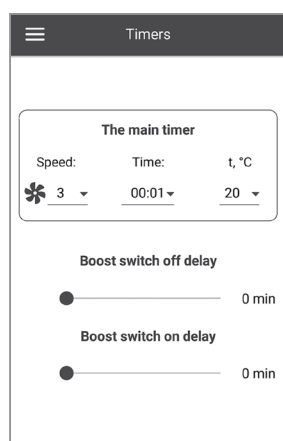 Timers
The main timer
Speed: Time: t, °C
3 00:01 20
Boost switch off delay
0 min
Boost switch on delay
0 min